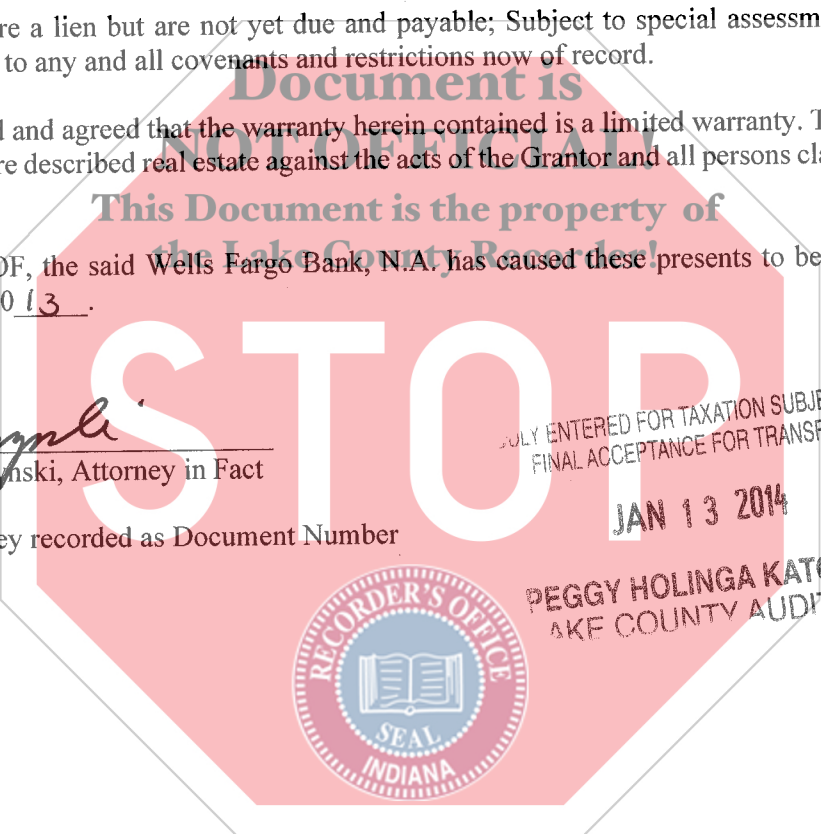 re a lien but are not yet due and payable; Subject to special assessm
to any and all covenants and restrictions now of record.
Document is
NOT OFFICIAL!
l and agreed that the warranty herein contained is a limited warranty. T
re described real estate against the acts of the Grantor and all persons cla
This Document is the property of
the Lake County Recorder!
OF, the said Wells Fargo Bank, N.A. has caused these presents to be
0 13 .
STOP
nski, Attorney in Fact
ULY ENTERED FOR TAXATION SUBJE
FINAL ACCEPTANCE FOR TRANSF
JAN 13 2014
ey recorded as Document Number
PEGGY HOLINGA KATO
AKE COUNTY AUDIT
RECORDER'S OFFICE
SEAL
INDIANA